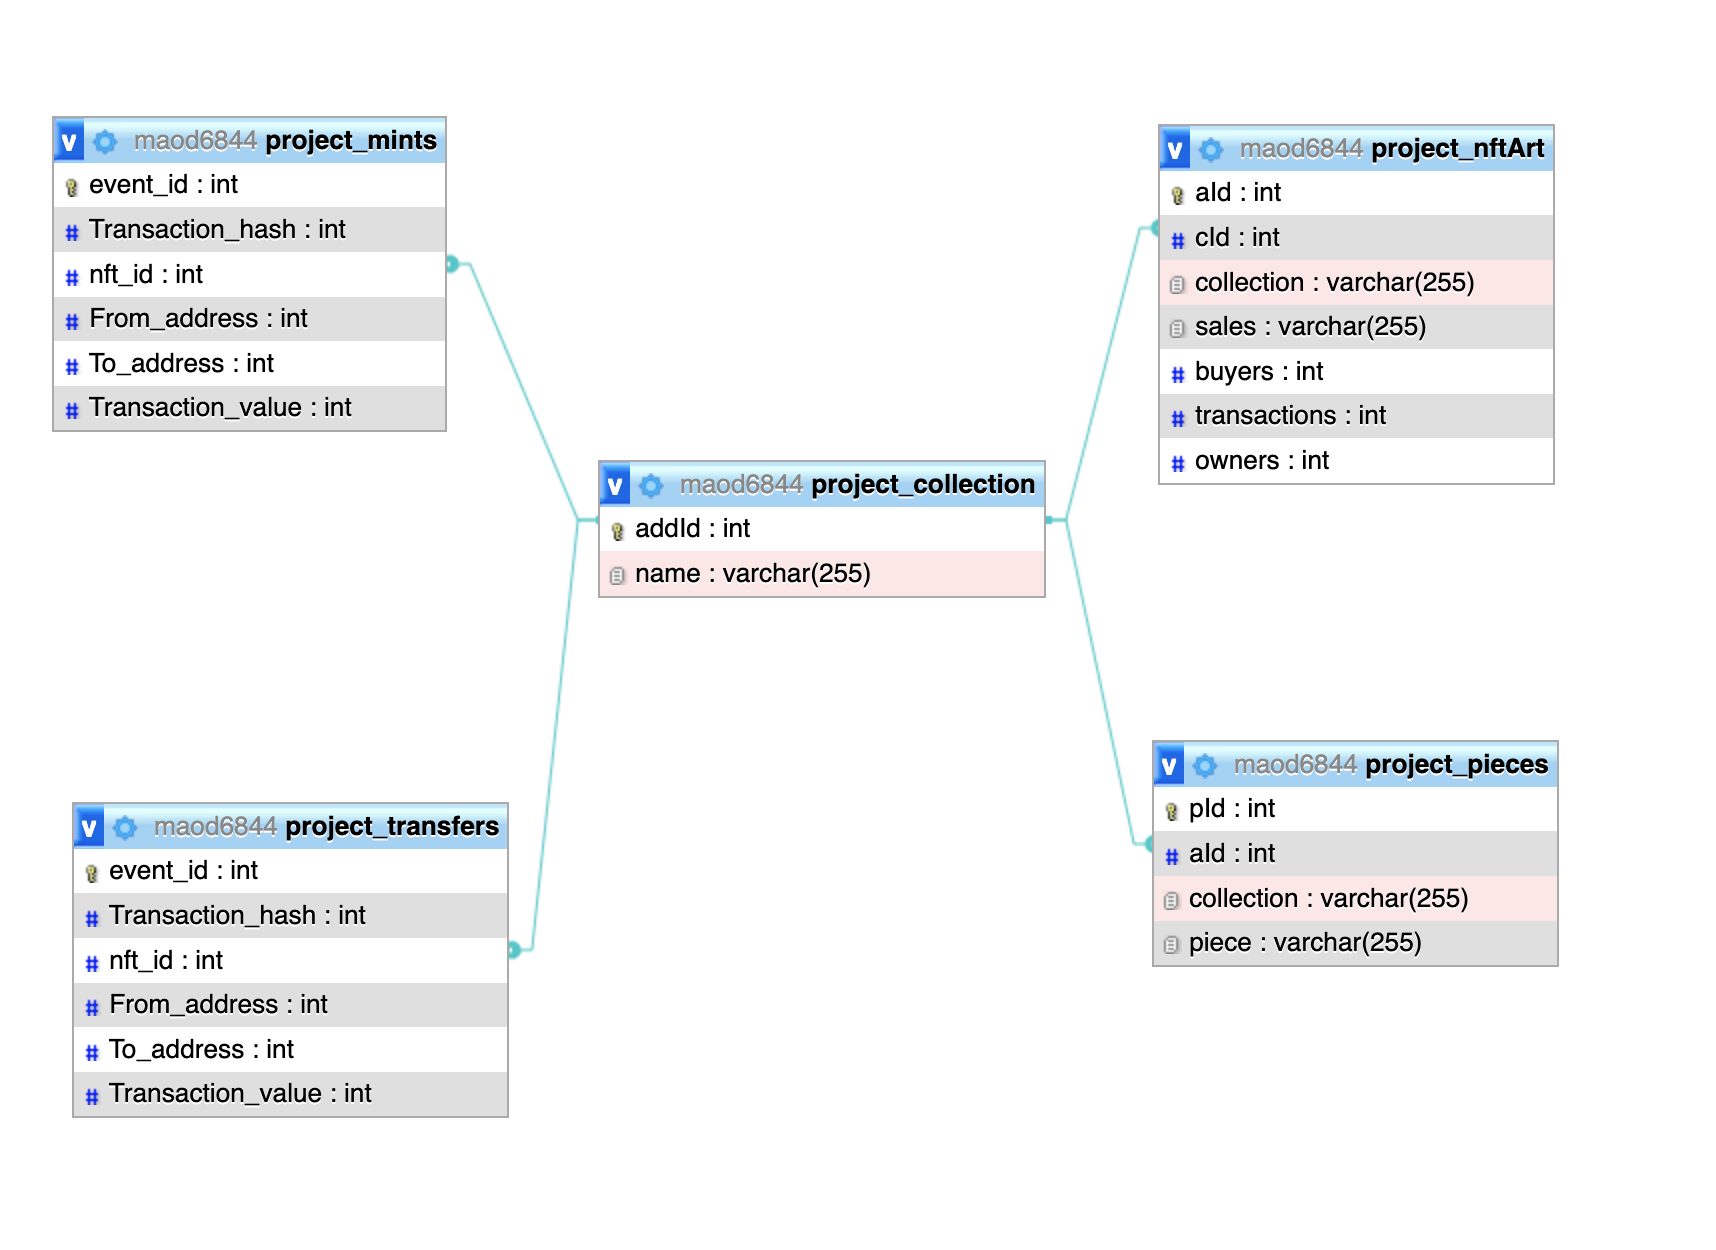 v maod6844 project_mints
event_id : int
# Transaction_hash : int
# nft_id : int
# From_address : int
# To_address : int
# Transaction_value : int
v maod6844 project_nftArt
aId : int
# cId : int
collection : varchar(255)
sales : varchar(255)
# buyers : int
# transactions : int
# owners : int
v maod6844 project_collection
addId : int
name : varchar(255)
v maod6844 project_transfers
event_id : int
# Transaction_hash : int
# nft_id : int
# From_address : int
# To_address : int
# Transaction_value : int
v maod6844 project_pieces
pId : int
# aId : int
collection : varchar(255)
piece : varchar(255)